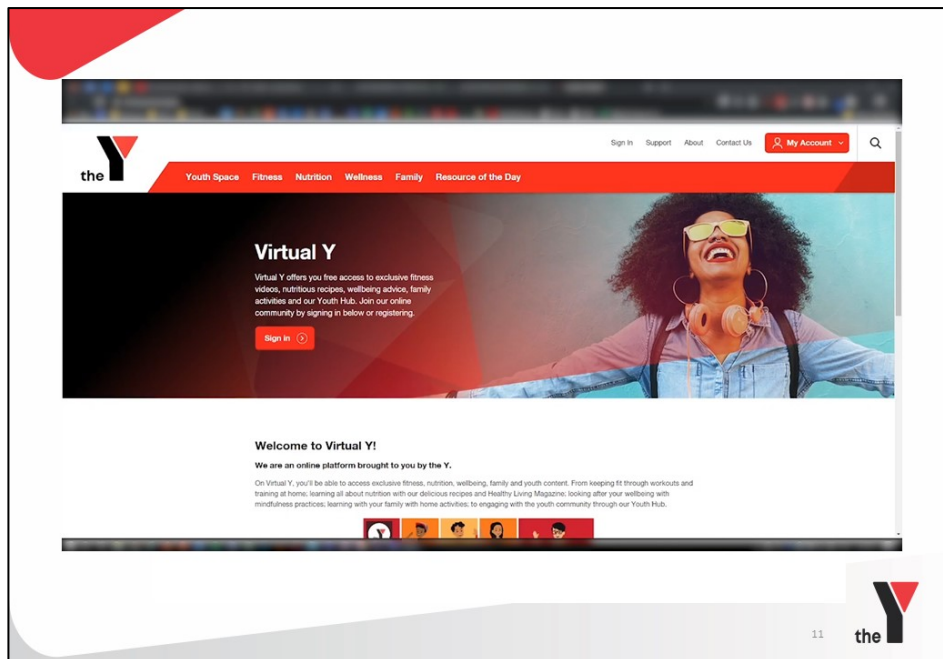 the Y
Sign In Support About Contact Us My Account
Youth Space Fitness Nutrition Wellness Family Resource of the Day
Virtual Y
Virtual Y offers you free access to exclusive fitness
videos, nutritious recipes, wellbeing advice, family
activities and our Youth Hub. Join our online
community by signing in below or registering.
Sign in
Welcome to Virtual Y!
We are an online platform brought to you by the Y.
On Virtual Y, you'll be able to access exclusive fitness, nutrition, wellbeing, family and youth content. From keeping fit through workouts and
training at home; learning all about nutrition with our delicious recipes and Healthy Living Magazine; looking after your wellbeing with
mindfulness practices; learning with your family with home activities; to engaging with the youth community through our Youth Hub.
11
the Y